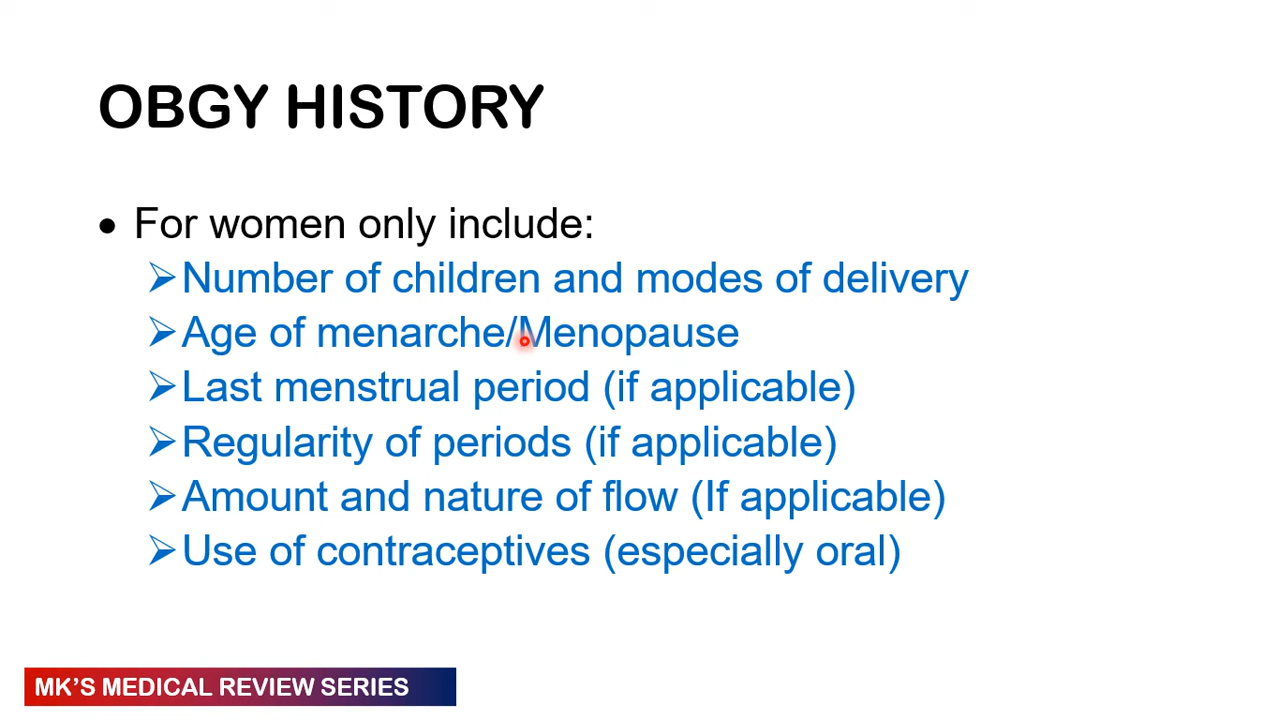 OBGY HISTORY
• For women only include:
➢Number of children and modes of delivery
➢Age of menarche/Menopause
➢Last menstrual period (if applicable)
➢Regularity of periods (if applicable)
➢Amount and nature of flow (If applicable)
➢Use of contraceptives (especially oral)
MK'S MEDICAL REVIEW SERIES